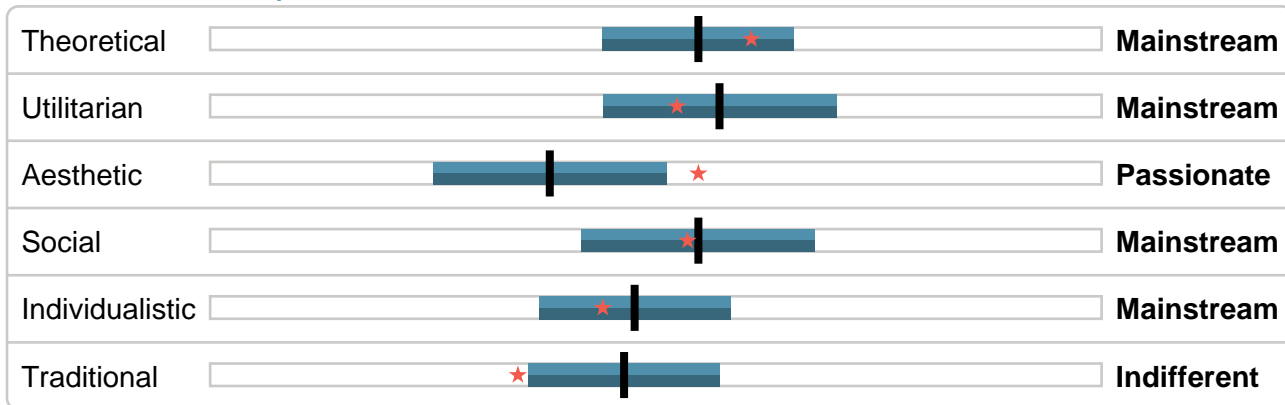 Theoretical Mainstream
Utilitarian Mainstream
Aesthetic Passionate
Social Mainstream
Individualistic Mainstream
Traditional Indifferent